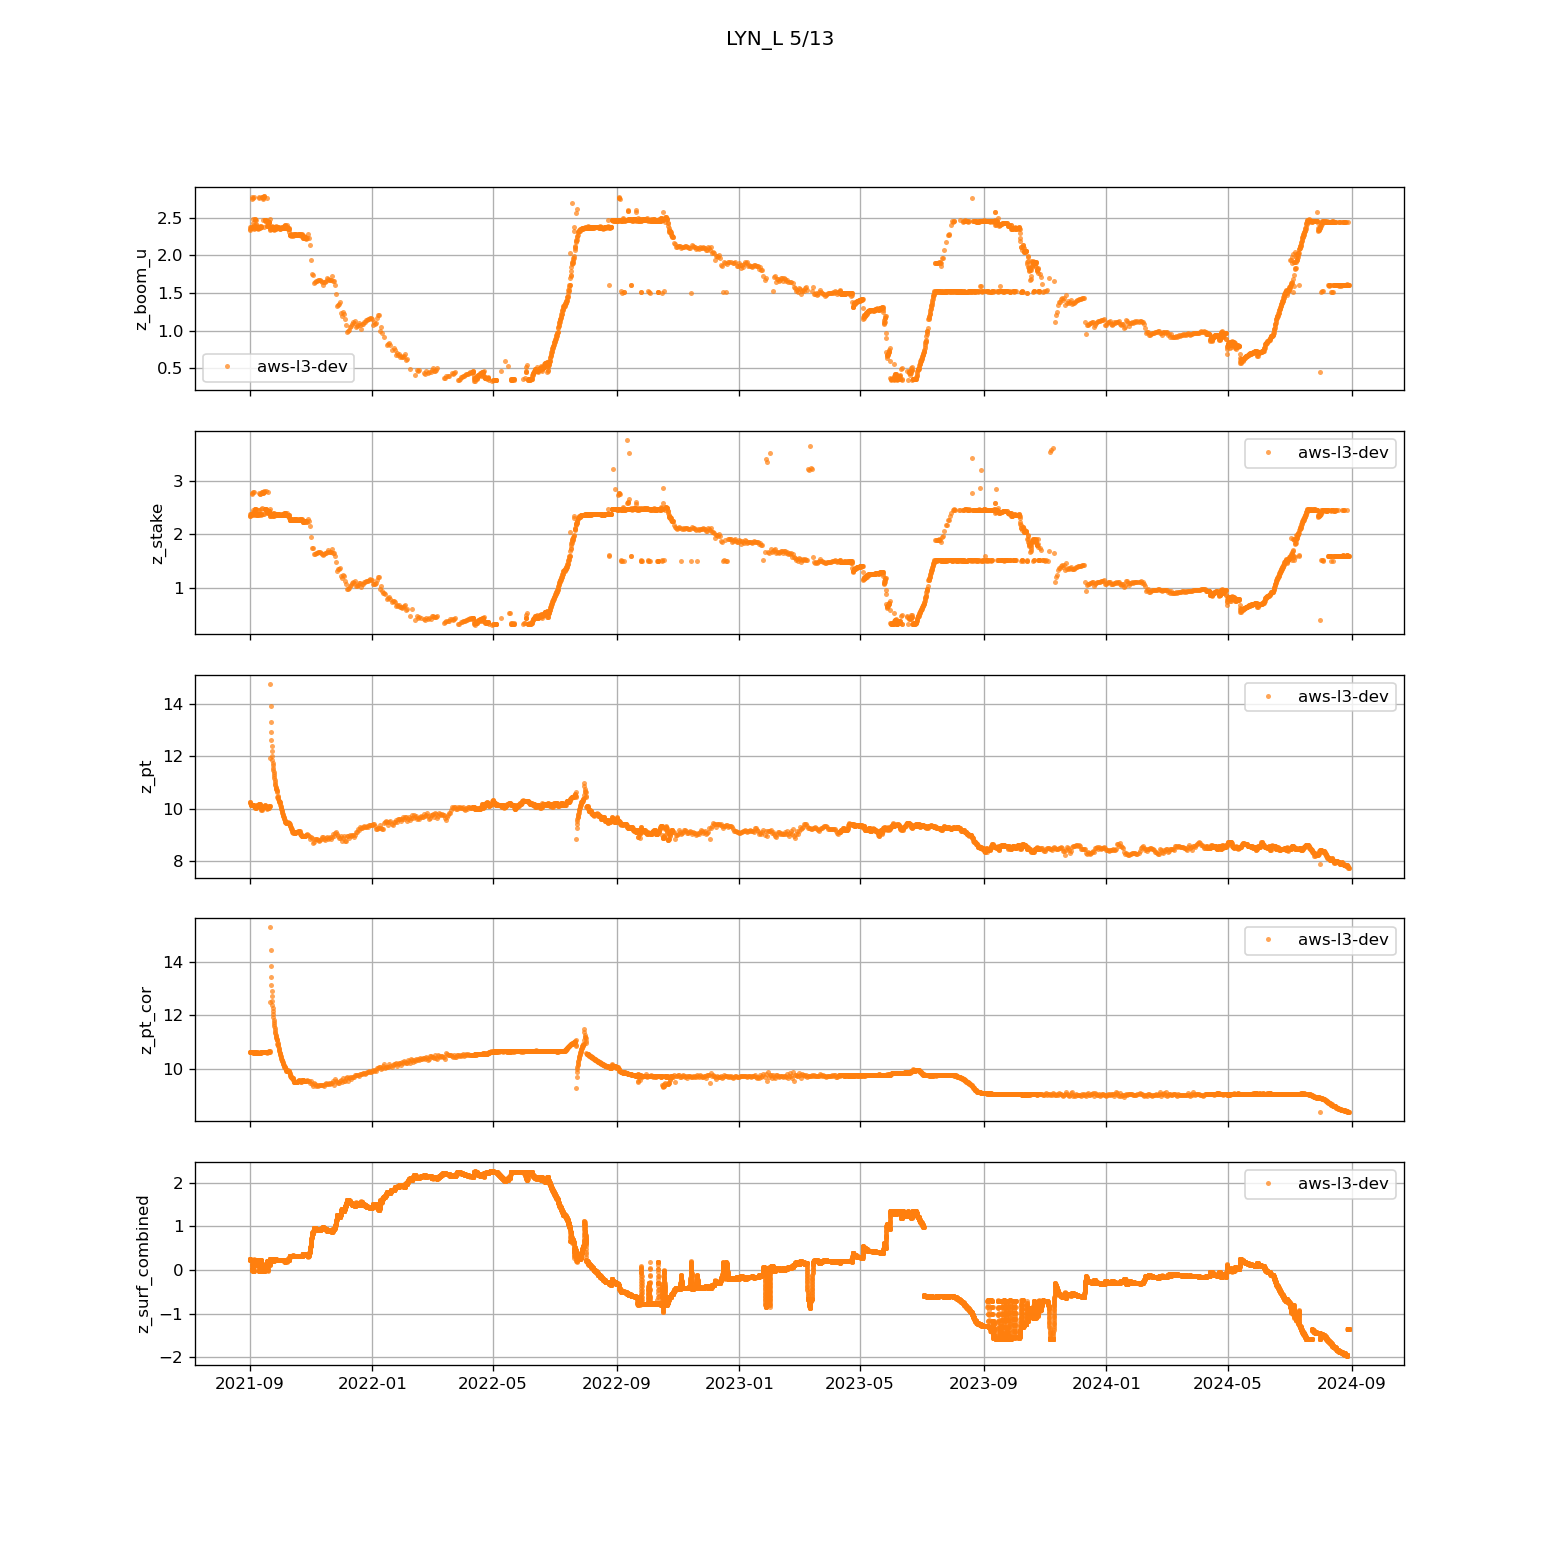 LYN_L 5/13
z_boom_u
2.5
2.0
1.5
1.0
0.5
aws-l3-dev
z_stake
3
2
1
aws-l3-dev
z_pt
14
12
10
8
aws-l3-dev
z_pt_cor
14
12
10
aws-l3-dev
z_surf_combined
2
1
0
−1
−2
aws-l3-dev
2021-09 2022-01 2022-05 2022-09 2023-01 2023-05 2023-09 2024-01 2024-05 2024-09